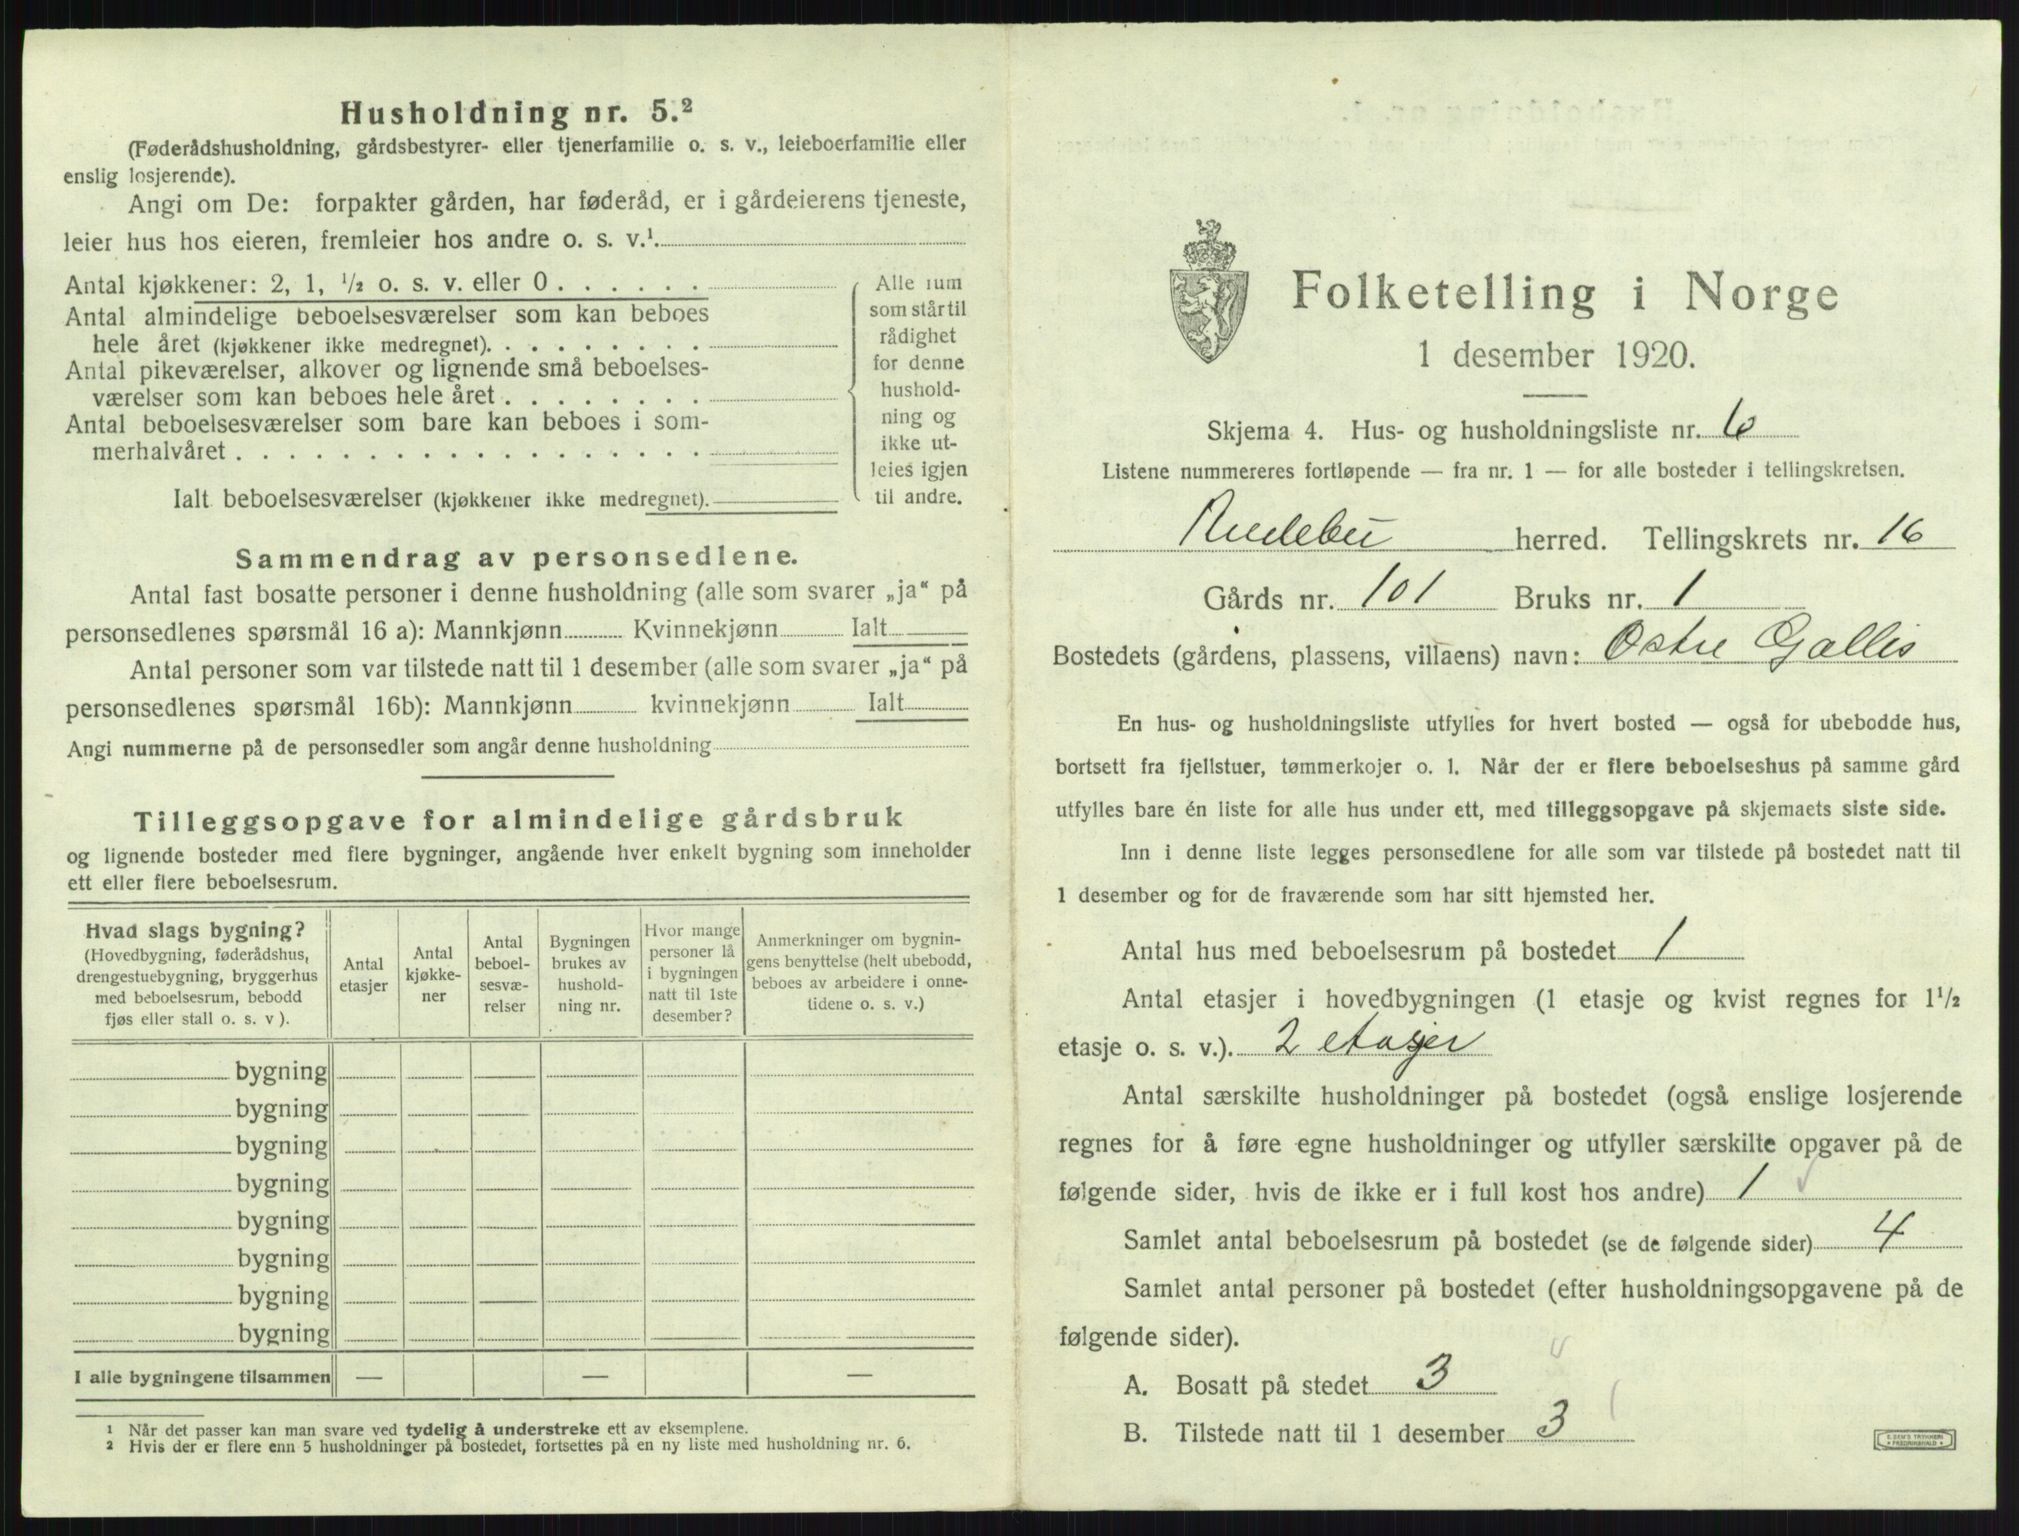 Husholdning nr. 5.²
(Føderådshusholdning, gårdsbestyrer- eller tjenerfamilie o. s. v., leieboerfamilie eller
enslig losjerende).
Angi om De: forpakter gården, har føderåd, er i gårdeierens tjeneste,
leier hus hos eieren, fremleier hos andre o. s. v.¹
Antal kjøkkener: 2, 1, ½ o. s. v. eller 0 . . . . . .
Antal almindelige beboelsesværelser som kan beboes
hele året (kjøkkener ikke medregnet). . . . . . . . .
Antal pikeværelser, alkover og lignende små beboelses-
værelser som kan beboes hele året . . . . . . . .
Antal beboelsesværelser som bare kan beboes i som-
merhalvåret . . . . . . . . . . . . . . . . . .
Ialt beboelsesværelser (kjøkkener ikke medregnet).
Alle rum
som står til
rådighet
for denne
hushold-
ning og
ikke ut-
leies igjen
til andre.
Sammendrag av personsedlene.
Antal fast bosatte personer i denne husholdning (alle som svarer „ja“ på
personsedlenes spørsmål 16 a): Mannkjønn Kvinnekjønn Ialt
Antal personer som var tilstede natt til 1 desember (alle som svarer „ja“ på
personsedlenes spørsmål 16b): Mannkjønn kvinnekjønn Ialt
Angi nummerne på de personsedler som angår denne husholdning
Tilleggsopgave for almindelige gårdsbruk
og lignende bosteder med flere bygninger, angående hver enkelt bygning som inneholder
ett eller flere beboelsesrum.
Hvad slags bygning?
(Hovedbygning, føderådshus,
drengestuebygning, bryggerhus
med beboelsesrum, bebodd
fjøs eller stall o. s. v ).
Antal
etasjer
Antal
kjøkke-
ner
Antal
beboel-
sesvæ-
relser
Bygningen
brukes av
hushold-
ning nr.
Hvor mange
personer lå
i bygningen
natt til 1ste
desember?
Anmerkninger om bygnin-
gens benyttelse (helt ubebodd,
beboes av arbeidere i onne-
tidene o. s. v.)
bygning
bygning
bygning
bygning
bygning
bygning
bygning
bygning
I alle bygningene tilsammen — — —
¹ Når det passer kan man svare ved tydelig å understreke ett av eksemplene.
² Hvis der er flere enn 5 husholdninger på bostedet, fortsettes på en ny liste med husholdning nr. 6.
Folketelling i Norge
1 desember 1920.
Skjema 4. Hus- og husholdningsliste nr. 6
Listene nummereres fortløpende — fra nr. 1 — for alle bosteder i tellingskretsen.
Andebu herred. Tellingskrets nr. 16
Gårds nr. 101 Bruks nr. 1
Bostedets (gårdens, plassens, villaens) navn: Østre Gallis
En hus- og husholdningsliste utfylles for hvert bosted — også for ubebodde hus,
bortsett fra fjellstuer, tømmerkojer o. l. Når der er flere beboelseshus på samme gård
utfylles bare én liste for alle hus under ett, med tilleggsopgave på skjemaets siste side.
Inn i denne liste legges personsedlene for alle som var tilstede på bostedet natt til
1 desember og for de fraværende som har sitt hjemsted her.
Antal hus med beboelsesrum på bostedet 1
Antal etasjer i hovedbygningen (1 etasje og kvist regnes for 1½
etasje o. s. v.). 2 etasjer
Antal særskilte husholdninger på bostedet (også enslige losjerende
regnes for å føre egne husholdninger og utfyller særskilte opgaver på de
følgende sider, hvis de ikke er i full kost hos andre) 1
Samlet antal beboelsesrum på bostedet (se de følgende sider) 4
Samlet antal personer på bostedet (efter husholdningsopgavene på de
følgende sider).
A. Bosatt på stedet 3
B. Tilstede natt til 1 desember 3